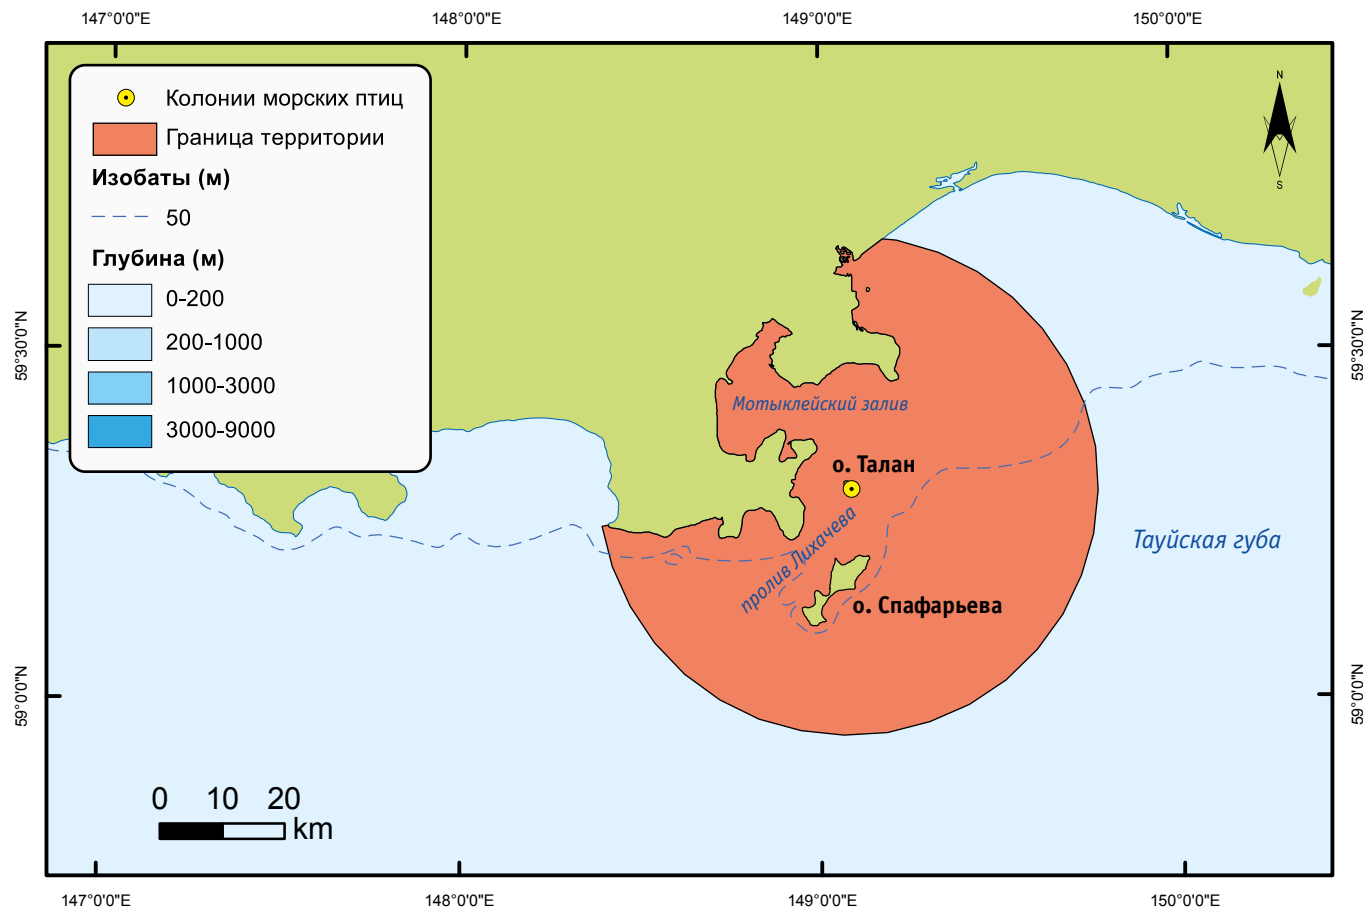 147°0'0"E 148°0'0"E 149°0'0"E 150°0'0"E
N
S
Колонии морских птиц
Граница территории
Изобаты (м)
50
Глубина (м)
0-200
200-1000
1000-3000
3000-9000
59°30'0"N
59°30'0"N
Мотыклейский залив
о. Талан
пролив Лихачева
Тауйская губа
о. Спафарьева
59°0'0"N
59°0'0"N
0 10 20
km
147°0'0"E 148°0'0"E 149°0'0"E 150°0'0"E